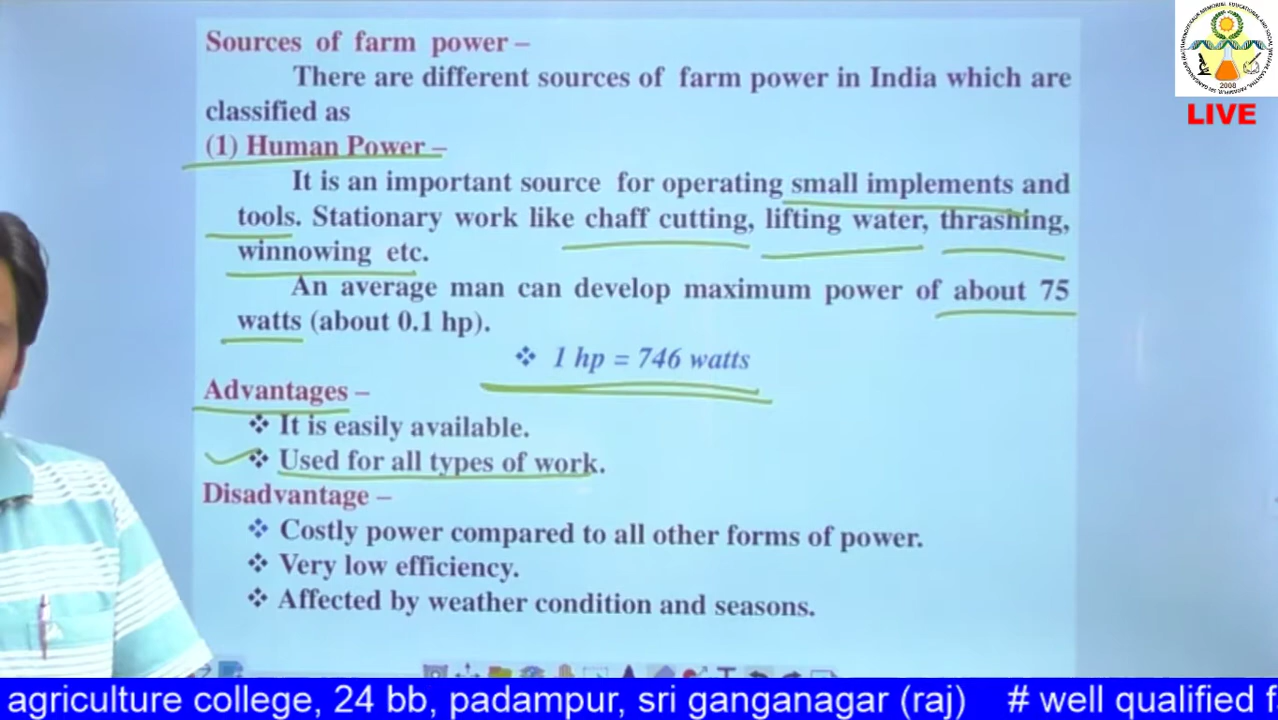 Sources of farm power –
There are different sources of farm power in India which are
classified as
(1) Human Power –
It is an important source for operating small implements and
tools. Stationary work like chaff cutting, lifting water, thrashing,
winnowing etc.
An average man can develop maximum power of about 75
watts (about 0.1 hp).
❖ 1 hp = 746 watts
Advantages –
❖ It is easily available.
❖ Used for all types of work.
Disadvantage –
❖ Costly power compared to all other forms of power.
❖ Very low efficiency.
❖ Affected by weather condition and seasons.
2008
LIVE
agriculture college, 24 bb, padampur, sri ganganagar (raj) # well qualified f